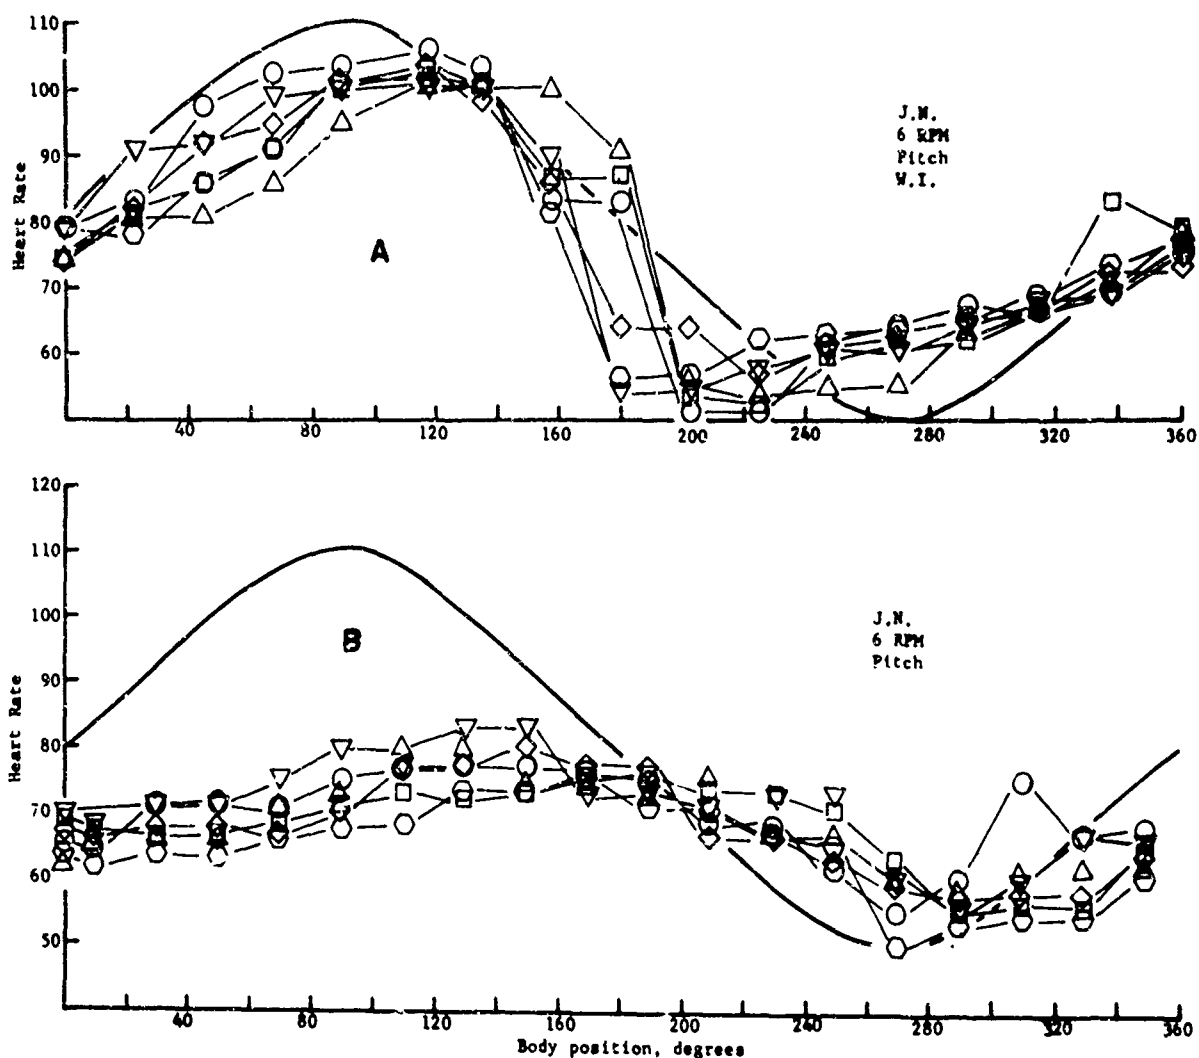 110
100
90
80
70
60
Heart Rate
A
J.N.
6 RPM
Pitch
W.I.
40 80 120 160 200 240 280 320 360
120
110
100
90
80
70
60
50
Heart Rate
B
J.N.
6 RPM
Pitch
40 80 120 160 200 240 280 320 360
Body position, degrees